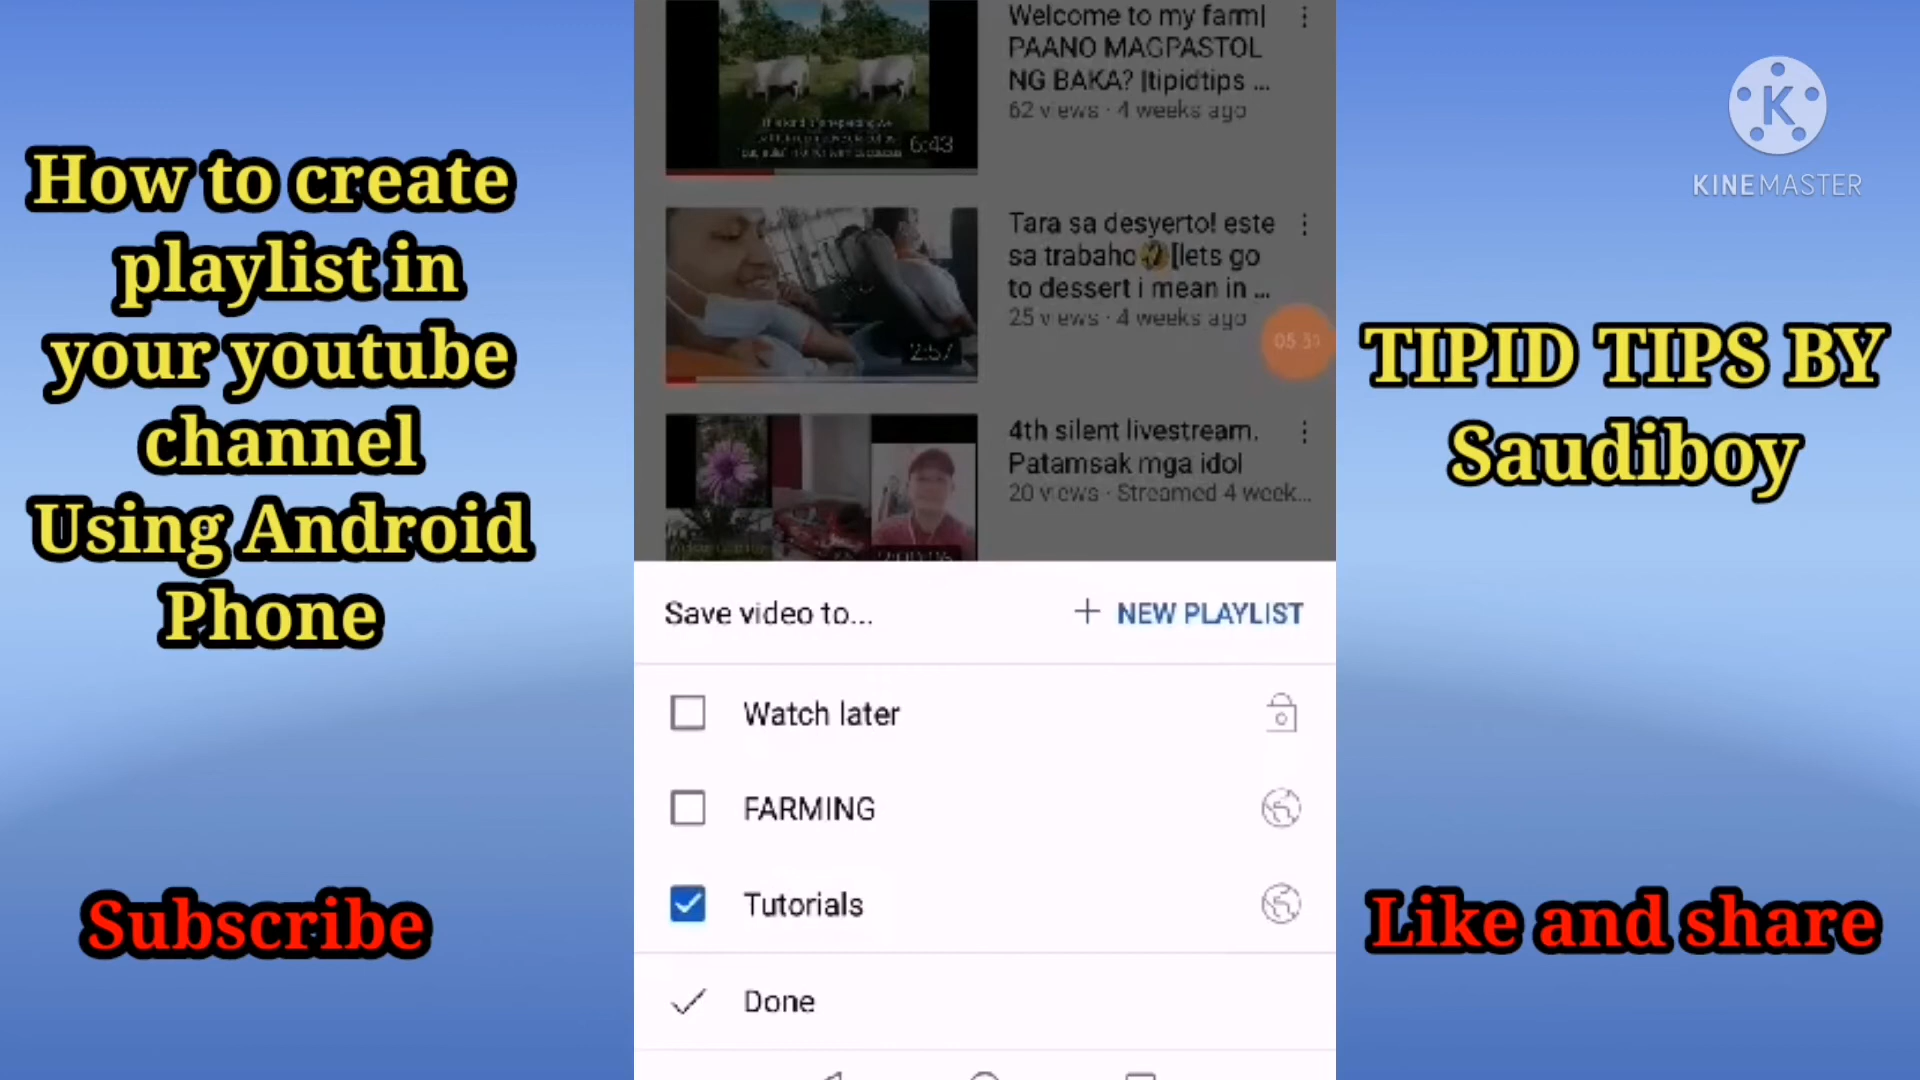 How to create
playlist in
your youtube
channel
Using Android
Phone
Subscribe
Welcome to my farm|
PAANO MAGPASTOL
NG BAKA? |tipidtips ...
62 views · 4 weeks ago
6:43
Tara sa desyerto! este
sa trabaho🤣[lets go
to dessert i mean in ...
25 views · 4 weeks ago
2:57
4th silent livestream.
Patamsak mga idol
20 views · Streamed 4 week...
Save video to...
+ NEW PLAYLIST
Watch later
FARMING
Tutorials
Done
K
KINEMASTER
TIPID TIPS BY
Saudiboy
Like and share